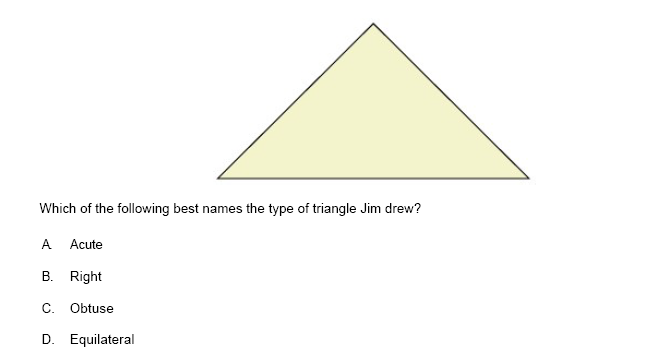 Which of the following best names the type of triangle Jim drew?
A. Acute
B. Right
C. Obtuse
D. Equilateral